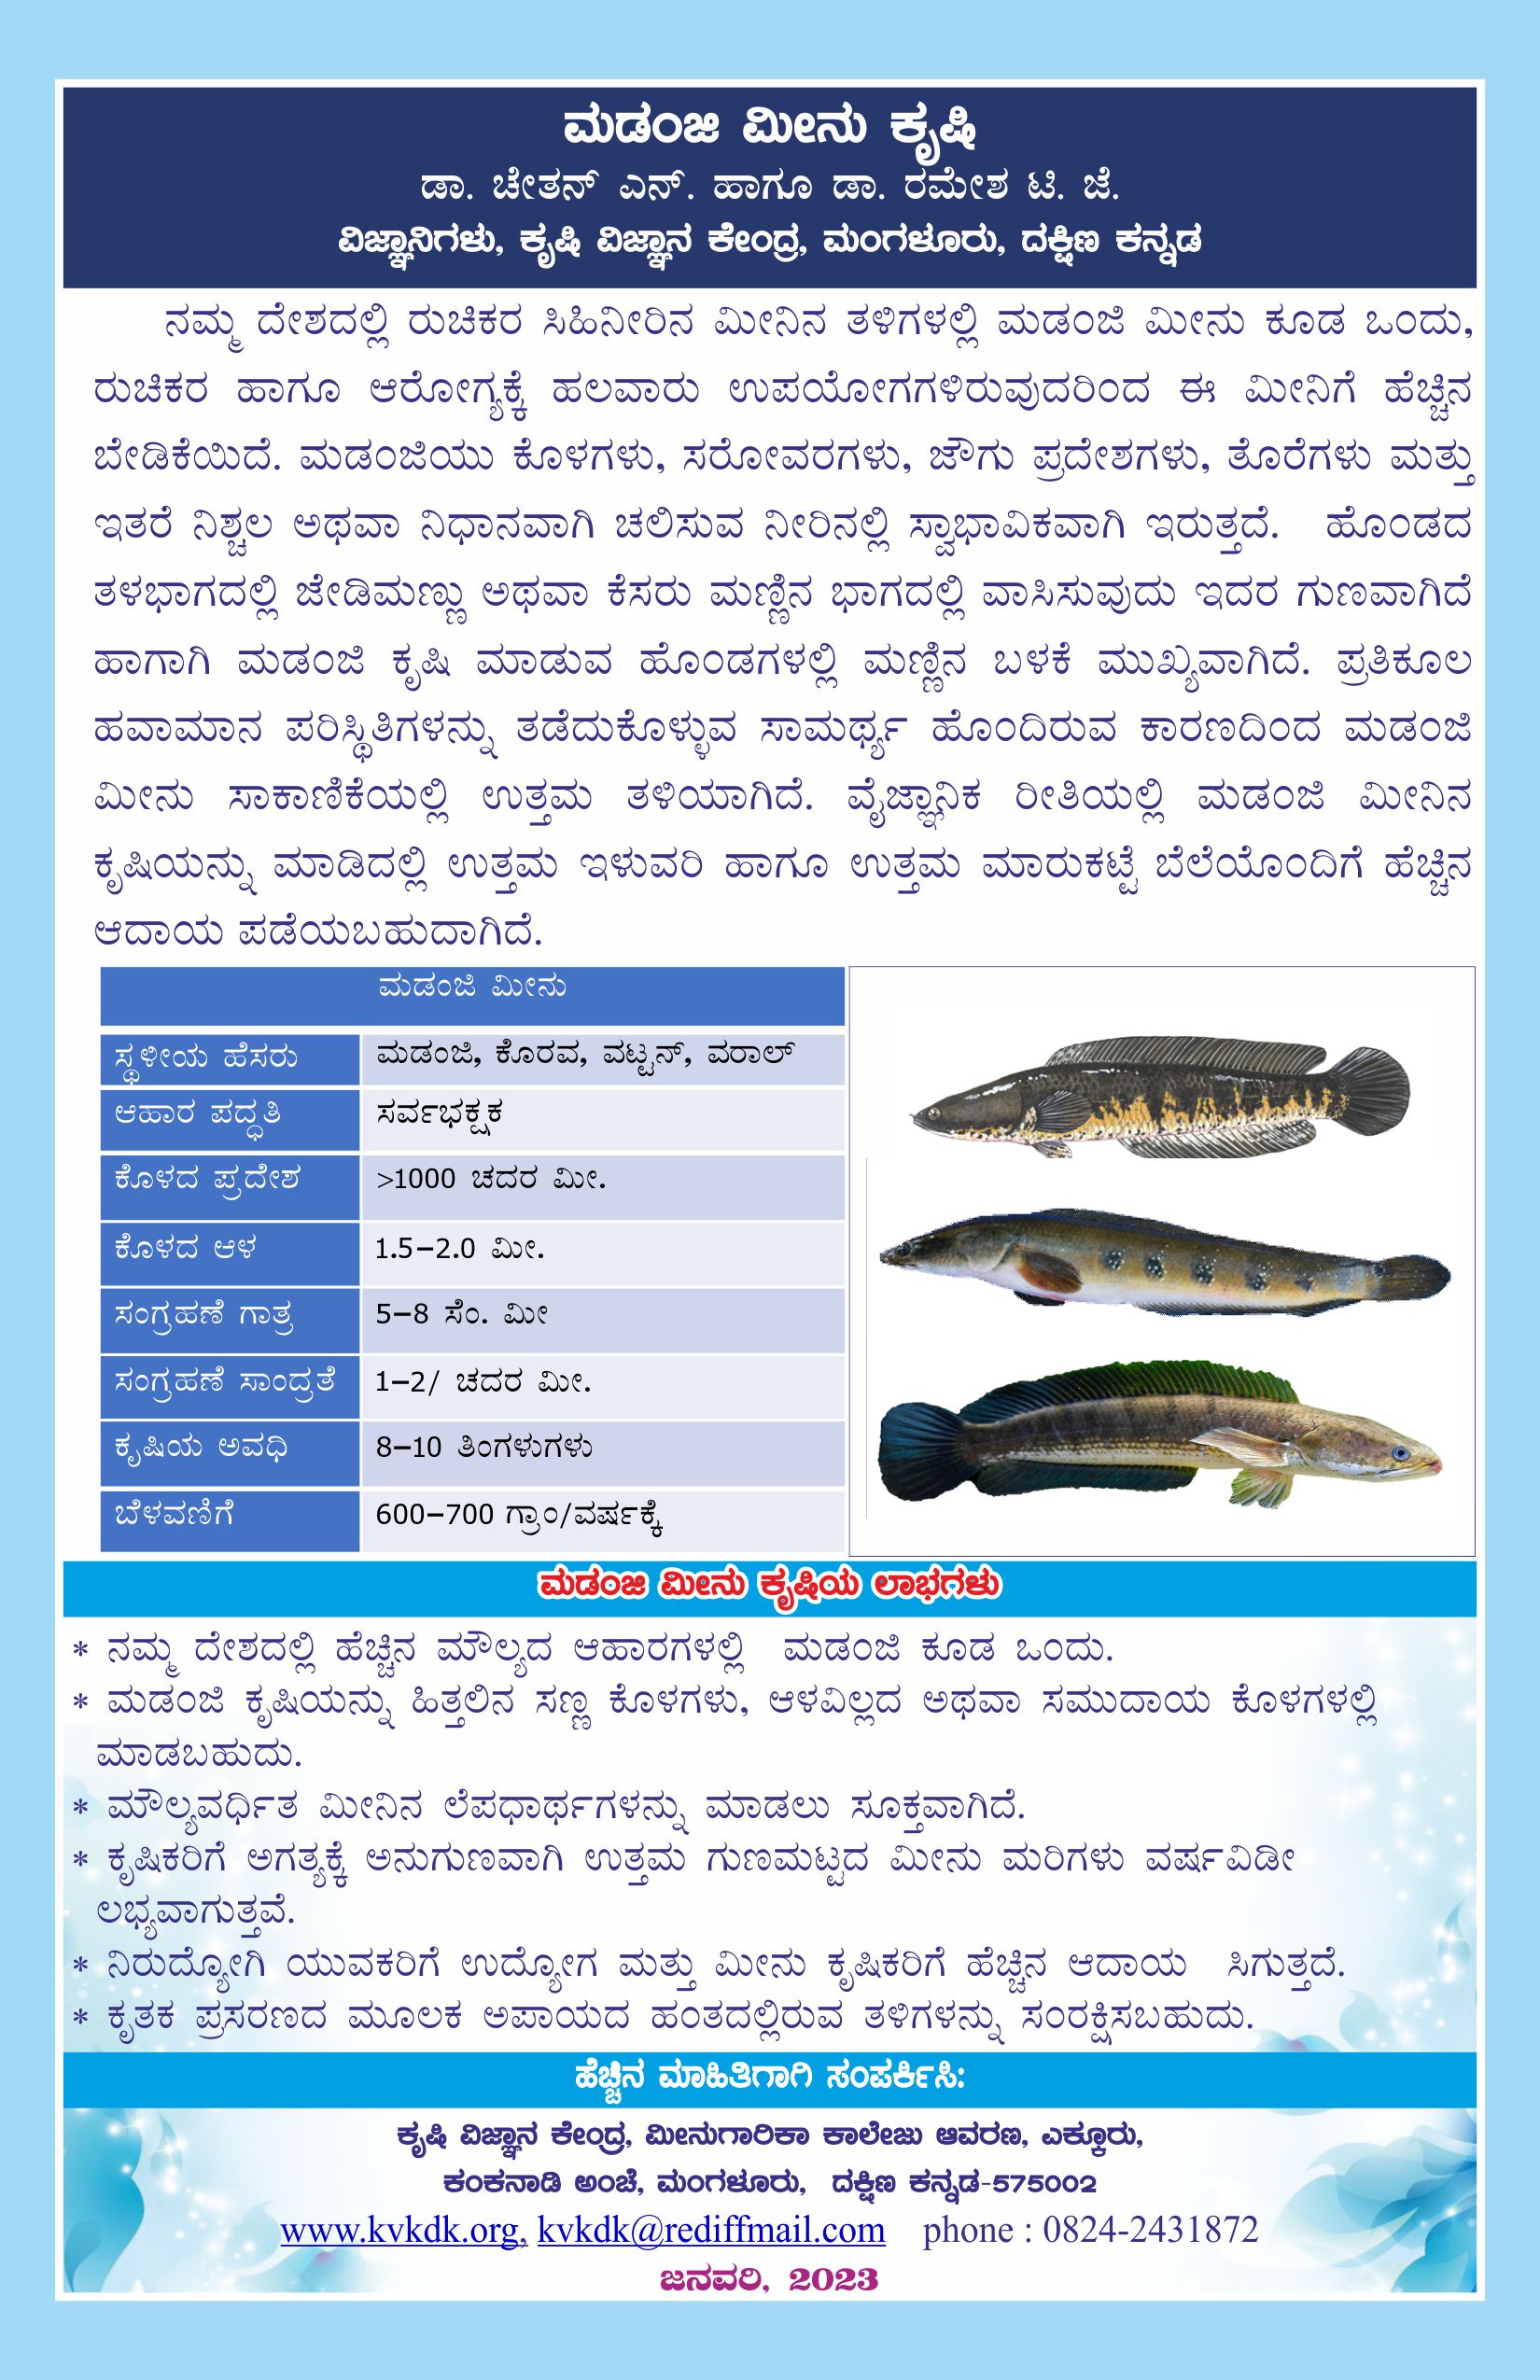 ಮಡಂಜಿ ಮೀನು ಕೃಷಿ
ಡಾ. ಚೇತನ್ ಎನ್. ಹಾಗೂ ಡಾ. ರಮೇಶ ಟಿ. ಜೆ.
ವಿಜ್ಞಾನಿಗಳು, ಕೃಷಿ ವಿಜ್ಞಾನ ಕೇಂದ್ರ, ಮಂಗಳೂರು, ದಕ್ಷಿಣ ಕನ್ನಡ
ನಮ್ಮ ದೇಶದಲ್ಲಿ ರುಚಿಕರ ಸಿಹಿನೀರಿನ ಮೀನಿನ ತಳಿಗಳಲ್ಲಿ ಮಡಂಜಿ ಮೀನು ಕೂಡ ಒಂದು,
ರುಚಿಕರ ಹಾಗೂ ಆರೋಗ್ಯಕ್ಕೆ ಹಲವಾರು ಉಪಯೋಗಗಳಿರುವುದರಿಂದ ಈ ಮೀನಿಗೆ ಹೆಚ್ಚಿನ
ಬೇಡಿಕೆಯಿದೆ. ಮಡಂಜಿಯು ಕೊಳಗಳು, ಸರೋವರಗಳು, ಜೌಗು ಪ್ರದೇಶಗಳು, ತೊರೆಗಳು ಮತ್ತು
ಇತರೆ ನಿಶ್ಚಲ ಅಥವಾ ನಿಧಾನವಾಗಿ ಚಲಿಸುವ ನೀರಿನಲ್ಲಿ ಸ್ವಾಭಾವಿಕವಾಗಿ ಇರುತ್ತದೆ. ಹೊಂಡದ
ತಳಭಾಗದಲ್ಲಿ ಜೇಡಿಮಣ್ಣು ಅಥವಾ ಕೆಸರು ಮಣ್ಣಿನ ಭಾಗದಲ್ಲಿ ವಾಸಿಸುವುದು ಇದರ ಗುಣವಾಗಿದೆ
ಹಾಗಾಗಿ ಮಡಂಜಿ ಕೃಷಿ ಮಾಡುವ ಹೊಂಡಗಳಲ್ಲಿ ಮಣ್ಣಿನ ಬಳಕೆ ಮುಖ್ಯವಾಗಿದೆ. ಪ್ರತಿಕೂಲ
ಹವಾಮಾನ ಪರಿಸ್ಥಿತಿಗಳನ್ನು ತಡೆದುಕೊಳ್ಳುವ ಸಾಮರ್ಥ್ಯ ಹೊಂದಿರುವ ಕಾರಣದಿಂದ ಮಡಂಜಿ
ಮೀನು ಸಾಕಾಣಿಕೆಯಲ್ಲಿ ಉತ್ತಮ ತಳಿಯಾಗಿದೆ. ವೈಜ್ಞಾನಿಕ ರೀತಿಯಲ್ಲಿ ಮಡಂಜಿ ಮೀನಿನ
ಕೃಷಿಯನ್ನು ಮಾಡಿದಲ್ಲಿ ಉತ್ತಮ ಇಳುವರಿ ಹಾಗೂ ಉತ್ತಮ ಮಾರುಕಟ್ಟೆ ಬೆಲೆಯೊಂದಿಗೆ ಹೆಚ್ಚಿನ
ಆದಾಯ ಪಡೆಯಬಹುದಾಗಿದೆ.
ಮಡಂಜಿ ಮೀನು
ಸ್ಥಳೀಯ ಹೆಸರು ಮಡಂಜಿ, ಕೊರವ, ವಟ್ಟನ್, ವರಾಲ್
ಆಹಾರ ಪದ್ಧತಿ ಸರ್ವಭಕ್ಷಕ
ಕೊಳದ ಪ್ರದೇಶ >1000 ಚದರ ಮೀ.
ಕೊಳದ ಆಳ 1.5–2.0 ಮೀ.
ಸಂಗ್ರಹಣೆ ಗಾತ್ರ 5–8 ಸೆಂ. ಮೀ
ಸಂಗ್ರಹಣೆ ಸಾಂದ್ರತೆ 1–2/ ಚದರ ಮೀ.
ಕೃಷಿಯ ಅವಧಿ 8–10 ತಿಂಗಳುಗಳು
ಬೆಳವಣಿಗೆ 600–700 ಗ್ರಾಂ/ವರ್ಷಕ್ಕೆ
ಮಡಂಜಿ ಮೀನು ಕೃಷಿಯ ಲಾಭಗಳು
* ನಮ್ಮ ದೇಶದಲ್ಲಿ ಹೆಚ್ಚಿನ ಮೌಲ್ಯದ ಆಹಾರಗಳಲ್ಲಿ ಮಡಂಜಿ ಕೂಡ ಒಂದು.
* ಮಡಂಜಿ ಕೃಷಿಯನ್ನು ಹಿತ್ತಲಿನ ಸಣ್ಣ ಕೊಳಗಳು, ಆಳವಿಲ್ಲದ ಅಥವಾ ಸಮುದಾಯ ಕೊಳಗಳಲ್ಲಿ
ಮಾಡಬಹುದು.
* ಮೌಲ್ಯವರ್ಧಿತ ಮೀನಿನ ಲೆಪಧಾರ್ಥಗಳನ್ನು ಮಾಡಲು ಸೂಕ್ತವಾಗಿದೆ.
* ಕೃಷಿಕರಿಗೆ ಅಗತ್ಯಕ್ಕೆ ಅನುಗುಣವಾಗಿ ಉತ್ತಮ ಗುಣಮಟ್ಟದ ಮೀನು ಮರಿಗಳು ವರ್ಷವಿಡೀ
ಲಭ್ಯವಾಗುತ್ತವೆ.
* ನಿರುದ್ಯೋಗಿ ಯುವಕರಿಗೆ ಉದ್ಯೋಗ ಮತ್ತು ಮೀನು ಕೃಷಿಕರಿಗೆ ಹೆಚ್ಚಿನ ಆದಾಯ ಸಿಗುತ್ತದೆ.
* ಕೃತಕ ಪ್ರಸರಣದ ಮೂಲಕ ಅಪಾಯದ ಹಂತದಲ್ಲಿರುವ ತಳಿಗಳನ್ನು ಸಂರಕ್ಷಿಸಬಹುದು.
ಹೆಚ್ಚಿನ ಮಾಹಿತಿಗಾಗಿ ಸಂಪರ್ಕಿಸಿ:
ಕೃಷಿ ವಿಜ್ಞಾನ ಕೇಂದ್ರ, ಮೀನುಗಾರಿಕಾ ಕಾಲೇಜು ಆವರಣ, ಎಕ್ಕೂರು,
ಕಂಕನಾಡಿ ಅಂಚೆ, ಮಂಗಳೂರು, ದಕ್ಷಿಣ ಕನ್ನಡ-575002
www.kvkdk.org, kvkdk@rediffmail.com phone : 0824-2431872
ಜನವರಿ, 2023